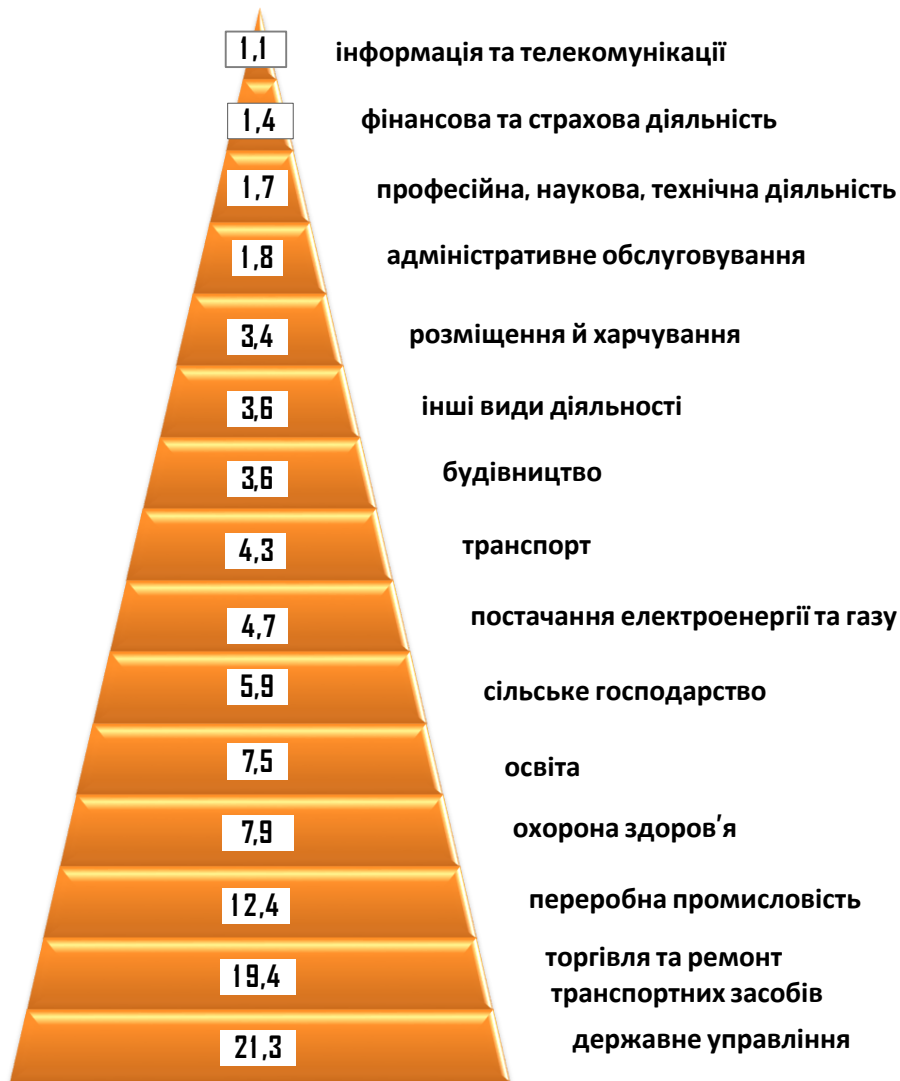 1,1 інформація та телекомунікації
1,4 фінансова та страхова діяльність
1,7 професійна, наукова, технічна діяльність
1,8 адміністративне обслуговування
3,4 розміщення й харчування
3,6 інші види діяльності
3,6 будівництво
4,3 транспорт
4,7 постачання електроенергії та газу
5,9 сільське господарство
7,5 освіта
7,9 охорона здоров'я
12,4 переробна промисловість
19,4 торгівля та ремонт
транспортних засобів
21,3 державне управління